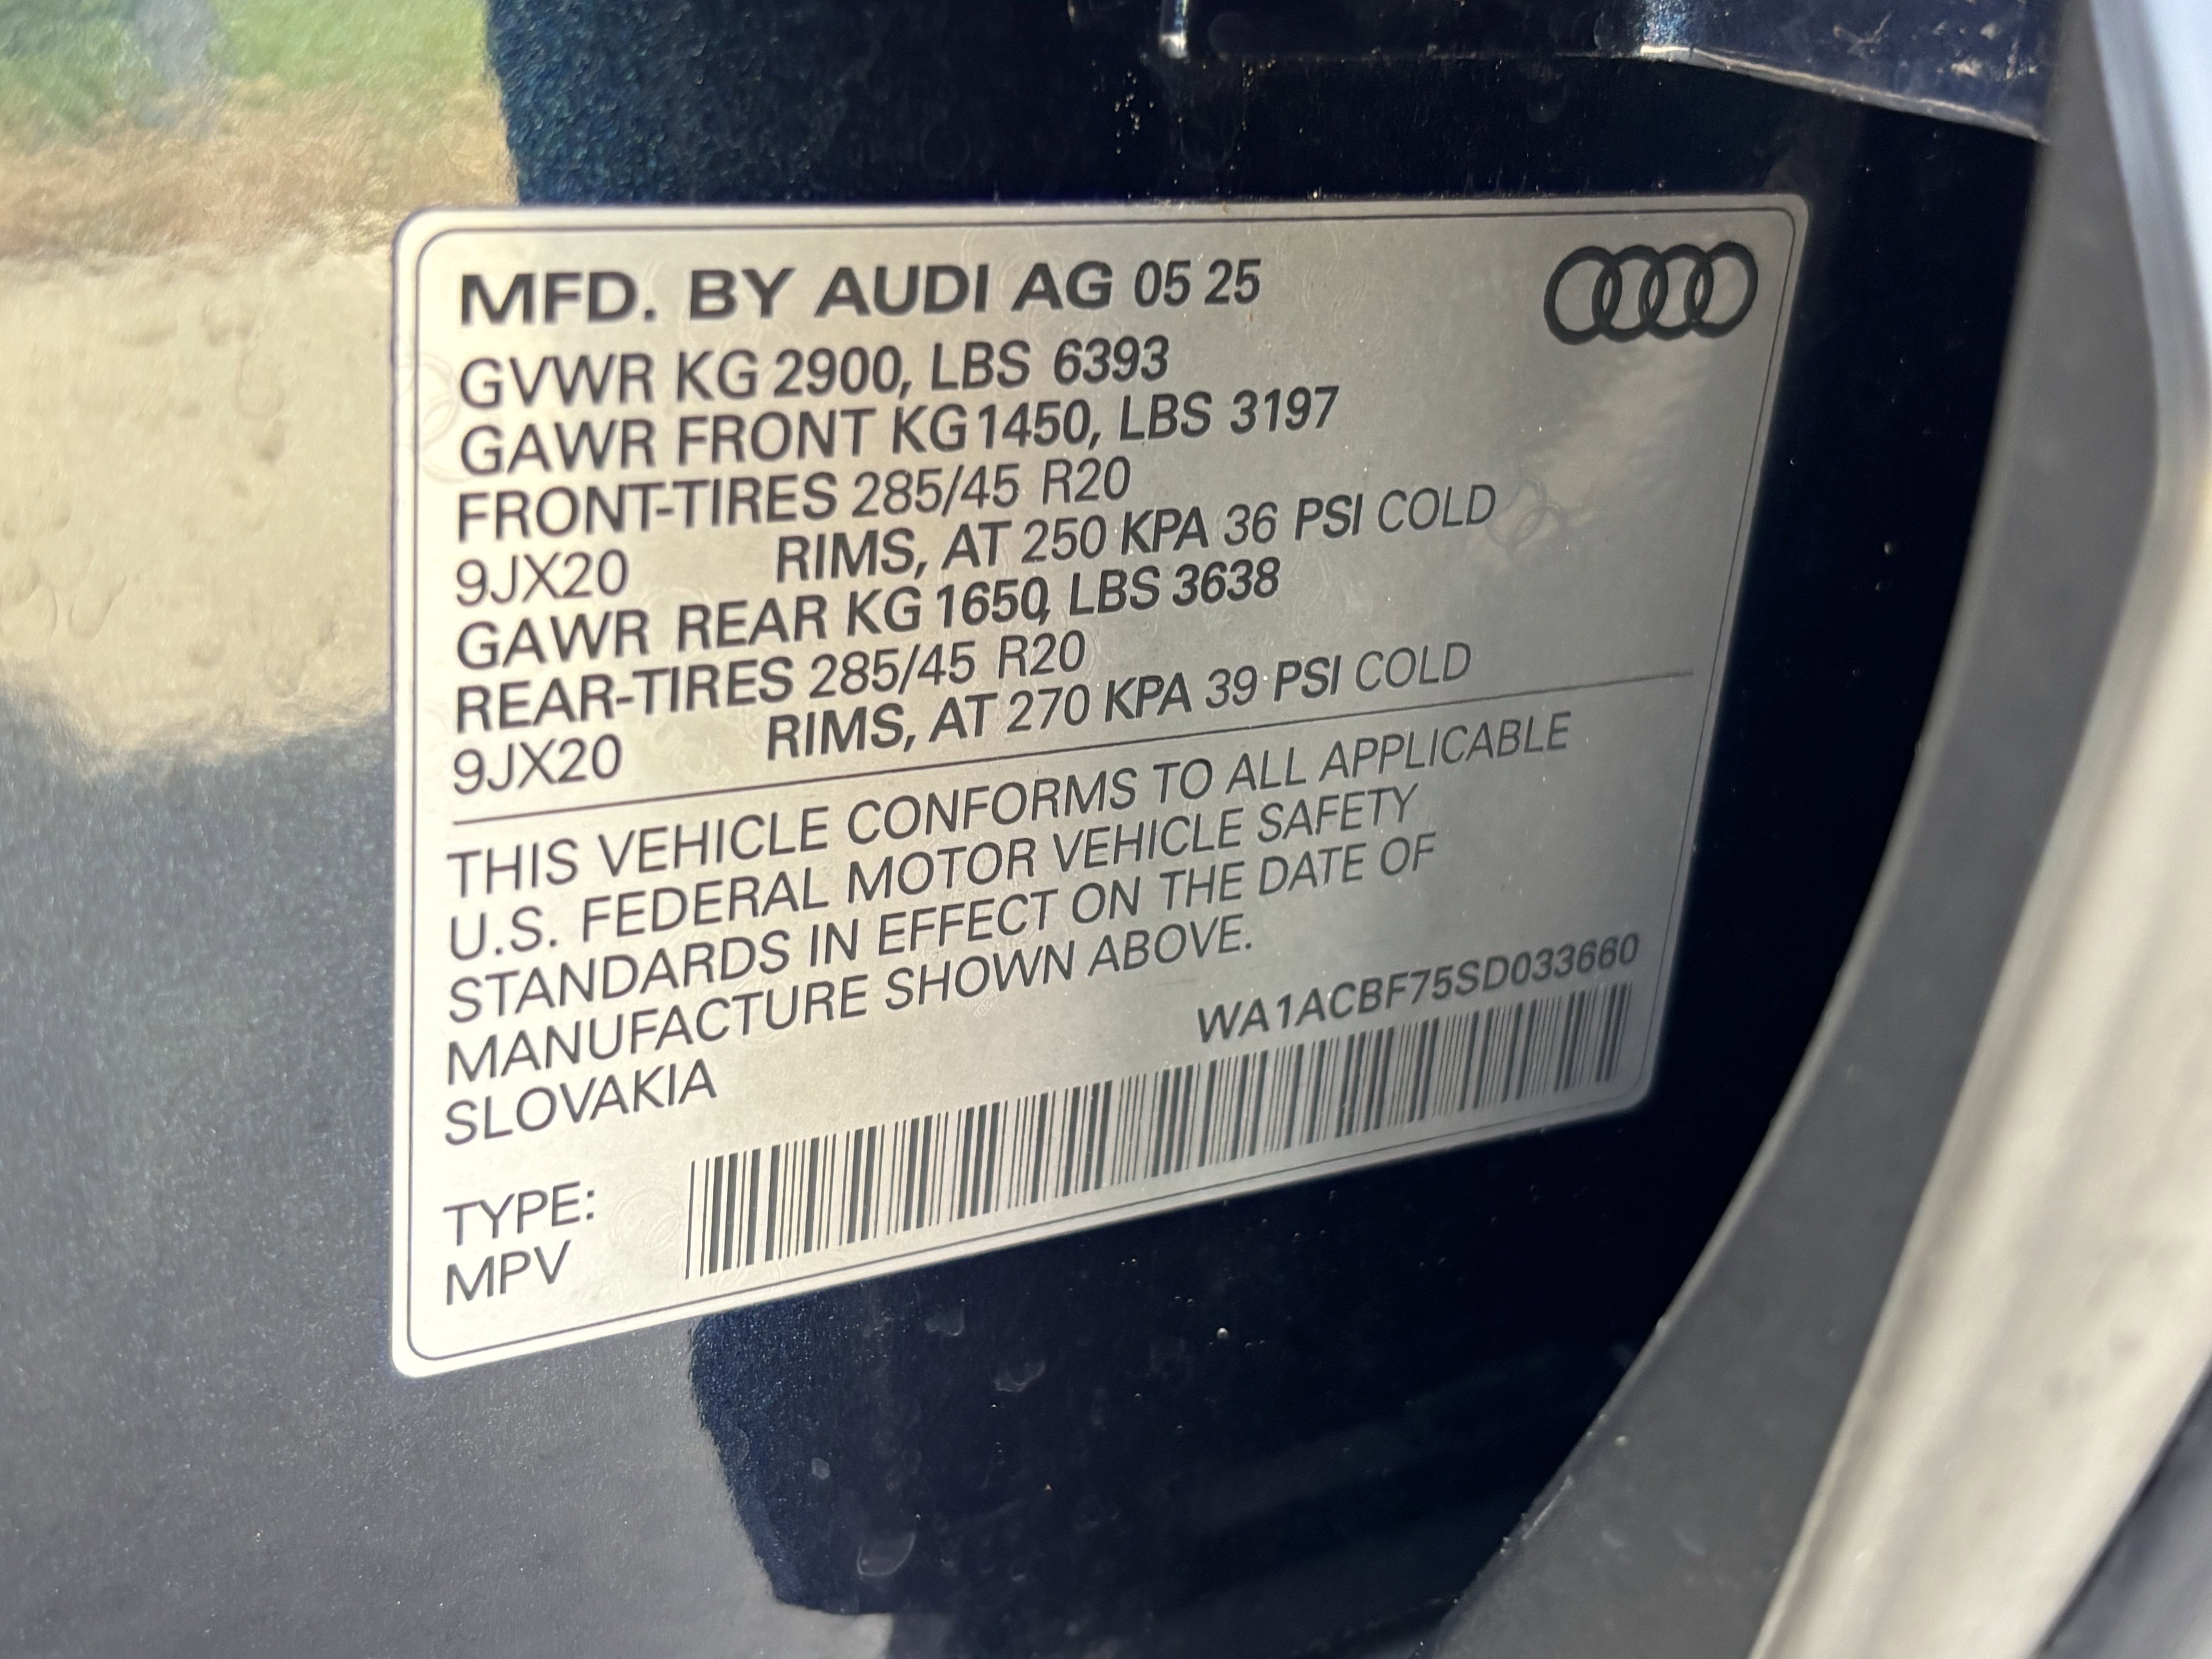 MFD. BY AUDI AG 05 25
GVWR KG 2900, LBS 6393
GAWR FRONT KG 1450, LBS 3197
FRONT-TIRES 285/45 R20
9JX20 RIMS, AT 250 KPA 36 PSI COLD
GAWR REAR KG 1650, LBS 3638
REAR-TIRES 285/45 R20
9JX20 RIMS, AT 270 KPA 39 PSI COLD
THIS VEHICLE CONFORMS TO ALL APPLICABLE
U.S. FEDERAL MOTOR VEHICLE SAFETY
STANDARDS IN EFFECT ON THE DATE OF
MANUFACTURE SHOWN ABOVE.
SLOVAKIA
WA1ACBF75SD033660
TYPE:
MPV